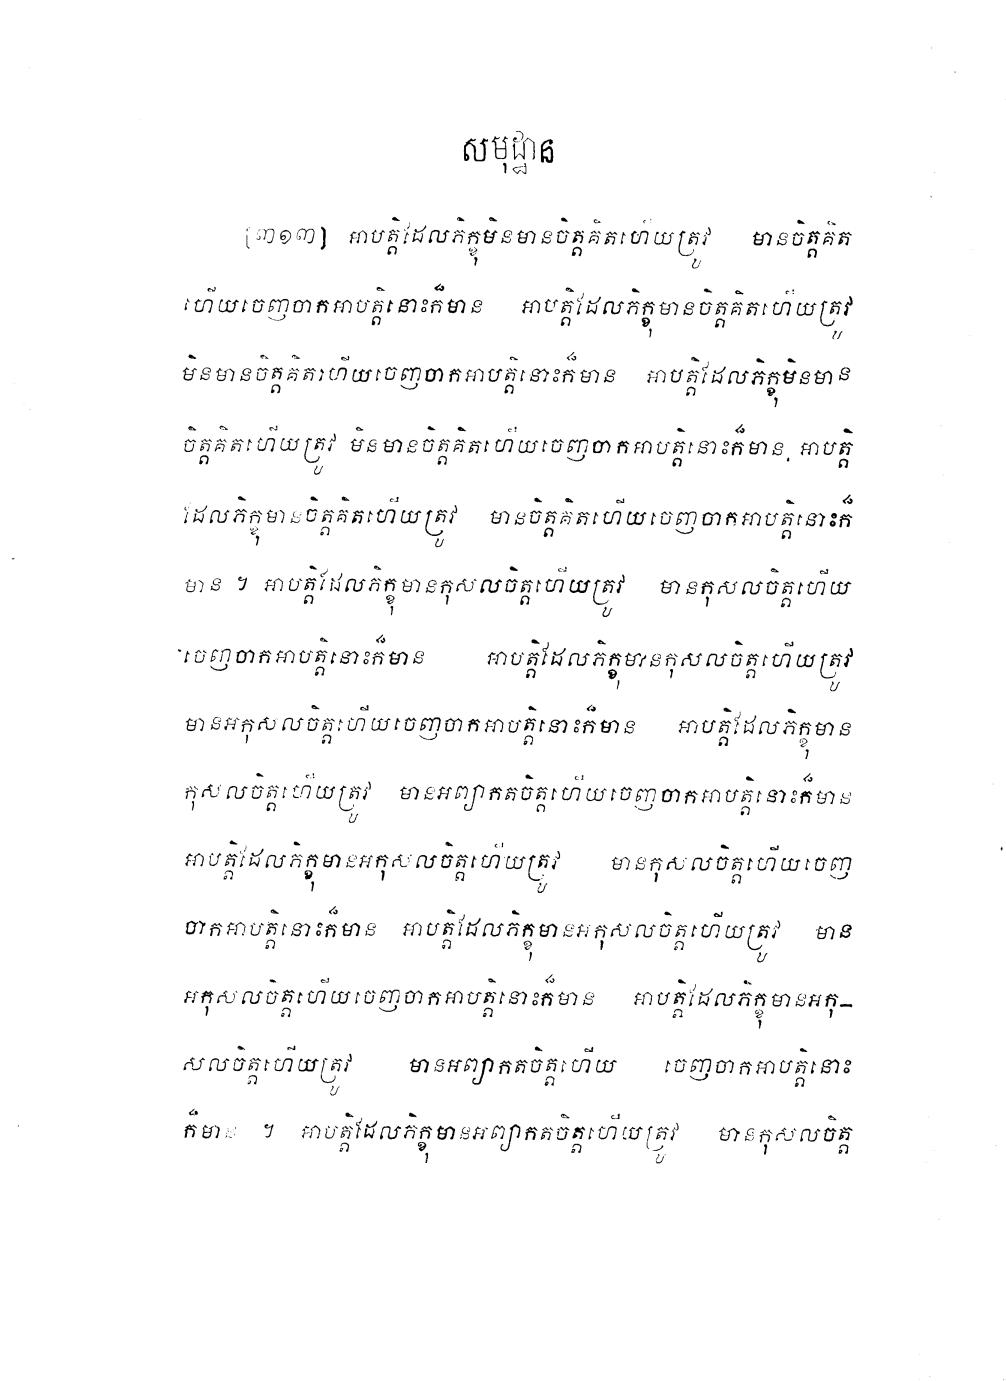 សមុដ្ឋាន
[៣១៣] អាបត្តិដែលភិក្ខុមិនមានចិត្តគិតហើយត្រូវ មានចិត្តគិត
ហើយចេញចាកអាបត្តិនោះក៏មាន អាបត្តិដែលភិក្ខុមានចិត្តគិតហើយត្រូវ
មិនមានចិត្តគិតហើយចេញចាកអាបត្តិនោះក៏មាន អាបត្តិដែលភិក្ខុមិនមាន
ចិត្តគិតហើយត្រូវ មិនមានចិត្តគិតហើយចេញចាកអាបត្តិនោះក៏មាន អាបត្តិ
ដែលភិក្ខុមានចិត្តគិតហើយត្រូវ មានចិត្តគិតហើយចេញចាកអាបត្តិនោះក៏
មាន ។ អាបត្តិដែលភិក្ខុមានកុសលចិត្តហើយត្រូវ មានកុសលចិត្តហើយ
ចេញចាកអាបត្តិនោះក៏មាន អាបត្តិដែលភិក្ខុមានកុសលចិត្តហើយត្រូវ
មានអកុសលចិត្តហើយចេញចាកអាបត្តិនោះក៏មាន អាបត្តិដែលភិក្ខុមាន
កុសលចិត្តហើយត្រូវ មានអព្យាកតចិត្តហើយចេញចាកអាបត្តិនោះក៏មាន
អាបត្តិដែលភិក្ខុមានអកុសលចិត្តហើយត្រូវ មានកុសលចិត្តហើយចេញ
ចាកអាបត្តិនោះក៏មាន អាបត្តិដែលភិក្ខុមានអកុសលចិត្តហើយត្រូវ មាន
អកុសលចិត្តហើយចេញចាកអាបត្តិនោះក៏មាន អាបត្តិដែលភិក្ខុមានអកុ–
សលចិត្តហើយត្រូវ មានអព្យាកតចិត្តហើយ ចេញចាកអាបត្តិនោះ
ក៏មាន ។ អាបត្តិដែលភិក្ខុមានអព្យាកតចិត្តហើយត្រូវ មានកុសលចិត្ត